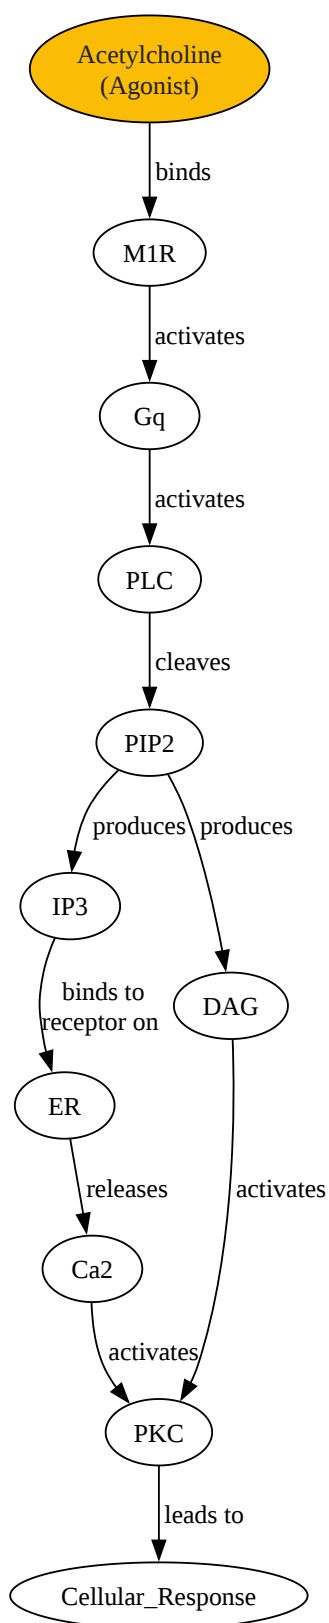 Acetylcholine
(Agonist)
binds
M1R
activates
Gq
activates
PLC
cleaves
PIP2
produces
produces
IP3
binds to
receptor on
DAG
ER
releases
activates
Ca2
activates
PKC
leads to
Cellular_Response